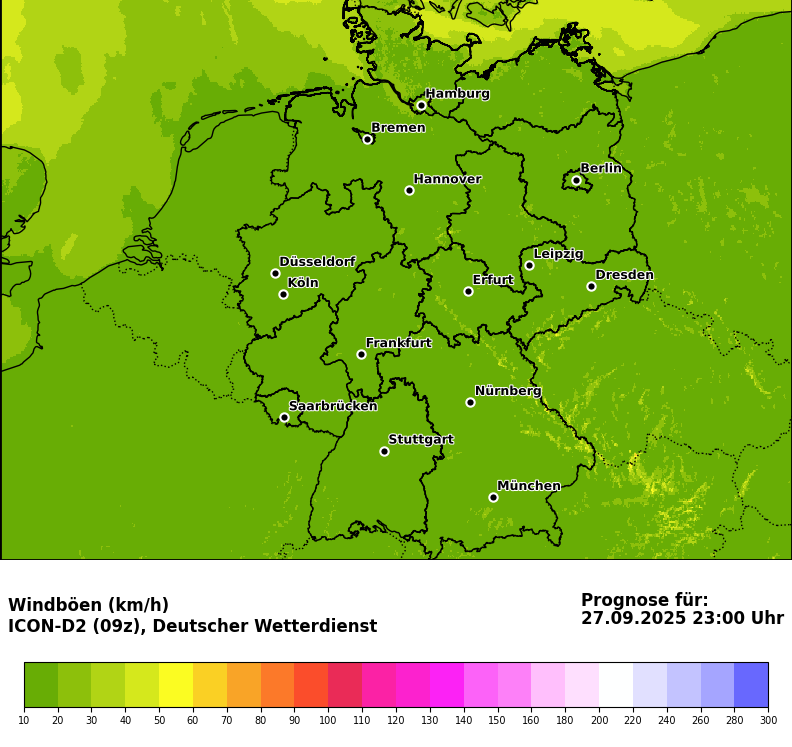 Hamburg
Bremen
Berlin
Hannover
Leipzig
Düsseldorf
Dresden
Köln
Erfurt
Frankfurt
Nürnberg
Saarbrücken
Stuttgart
München
Windböen (km/h)
ICON-D2 (09z), Deutscher Wetterdienst
Prognose für:
27.09.2025 23:00 Uhr
10 20 30 40 50 60 70 80 90 100 110 120 130 140 150 160 180 200 220 240 260 280 300